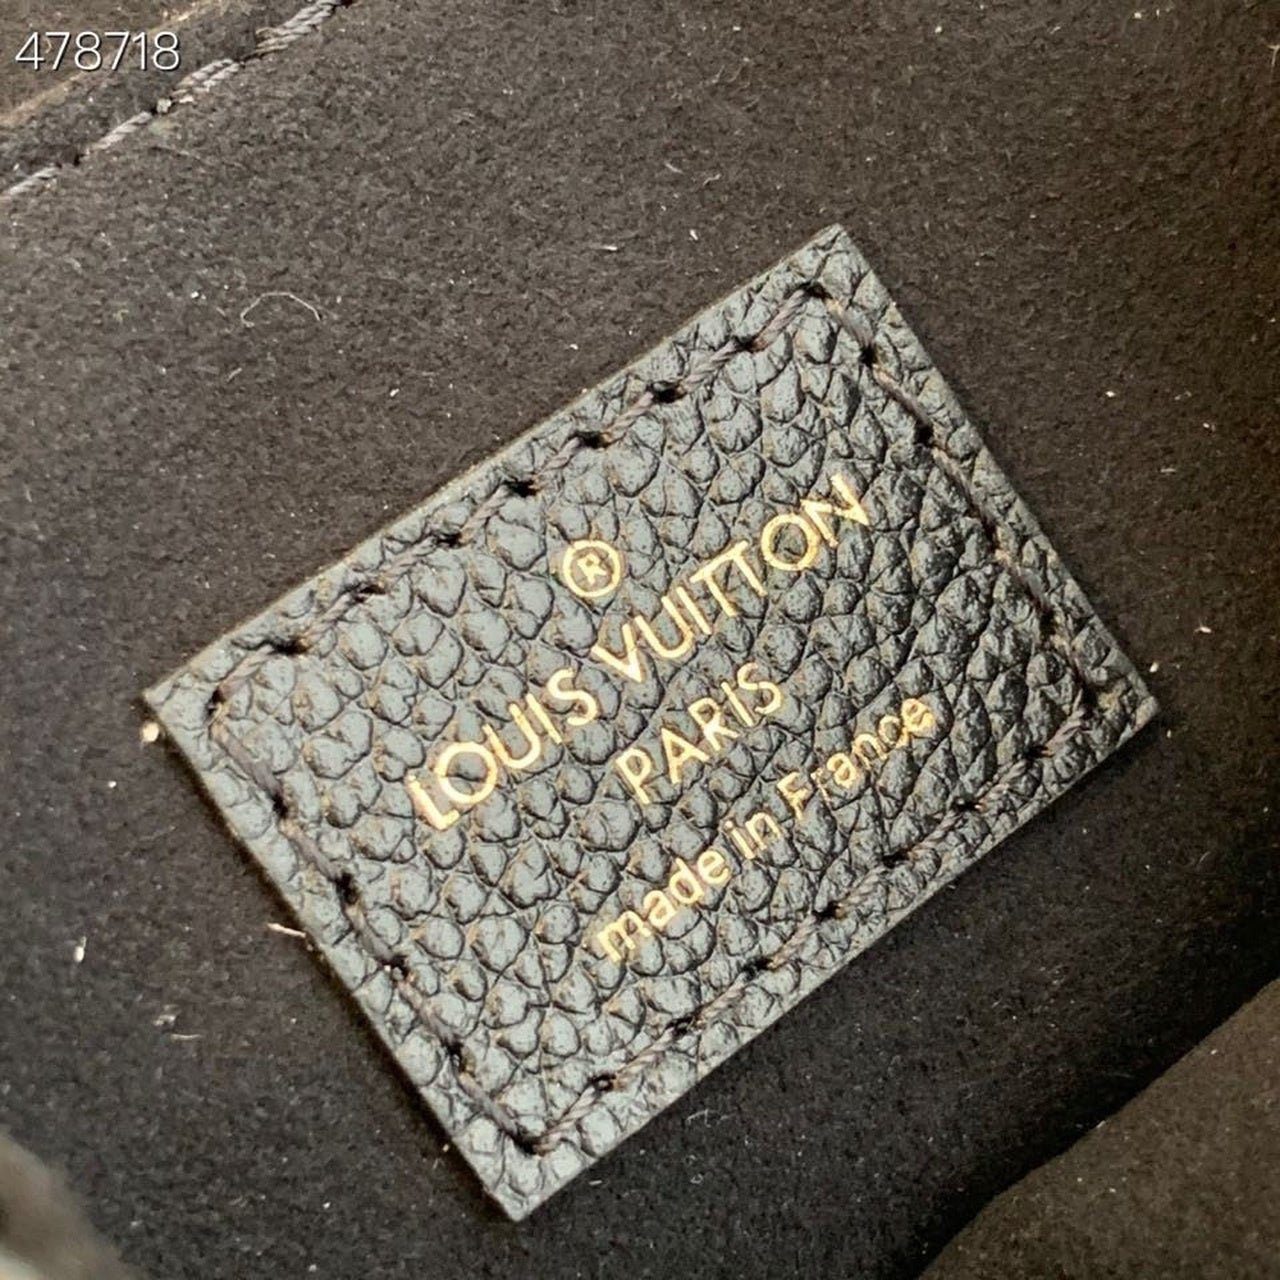 478718
®
LOUIS VUITTON
PARIS
made in France